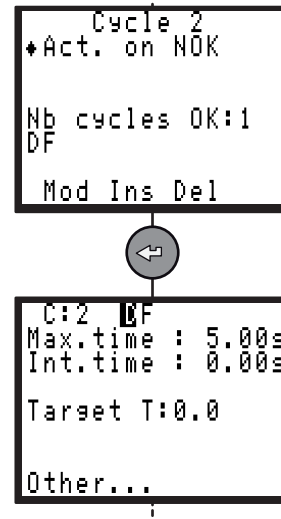 Cycle 2
♦Act. on NOK
Nb cycles OK:1
DF
Mod Ins Del
C:2 DF
Max.time : 5.00s
Int.time : 0.00s
Target T:0.0
Other...